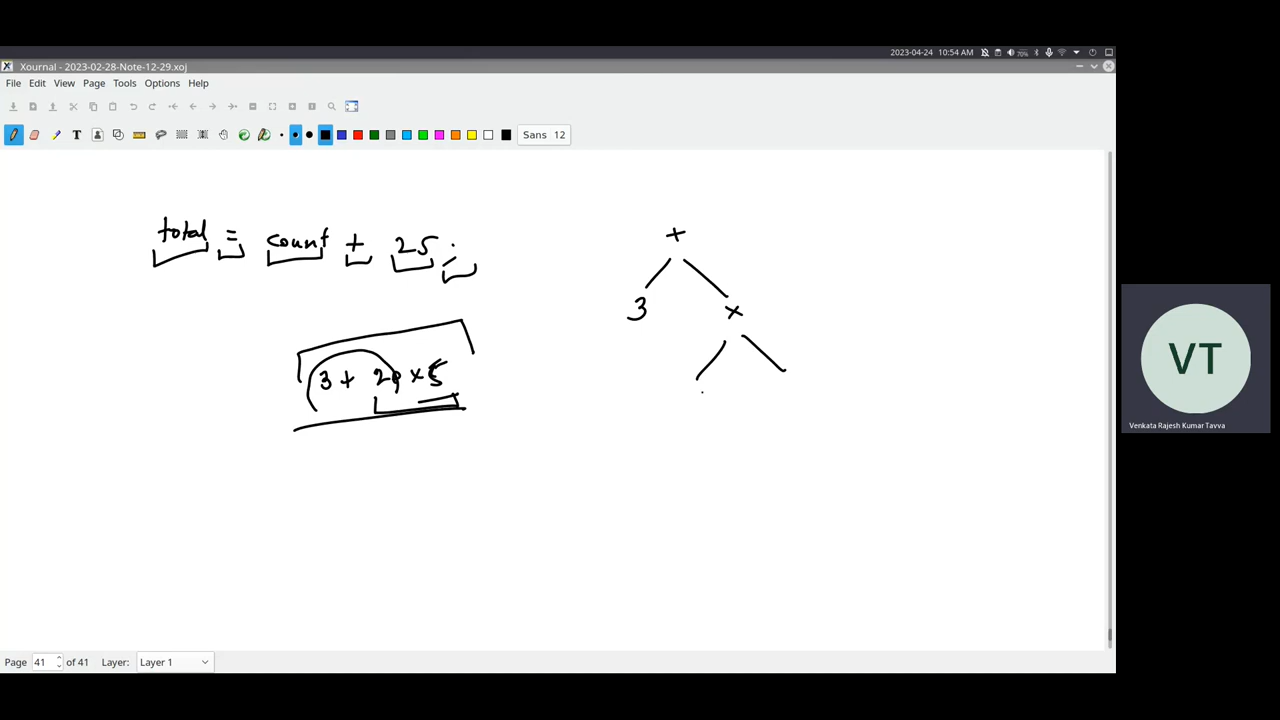 2023-04-24 10:54 AM 70%
Xournal - 2023-02-28-Note-12-29.xoj
File Edit View Page Tools Options Help
T Sans 12
total = count + 25 ;
3 + 29 × 5
+
3 ×
VT
Venkata Rajesh Kumar Tavva
Page 41 of 41 Layer: Layer 1